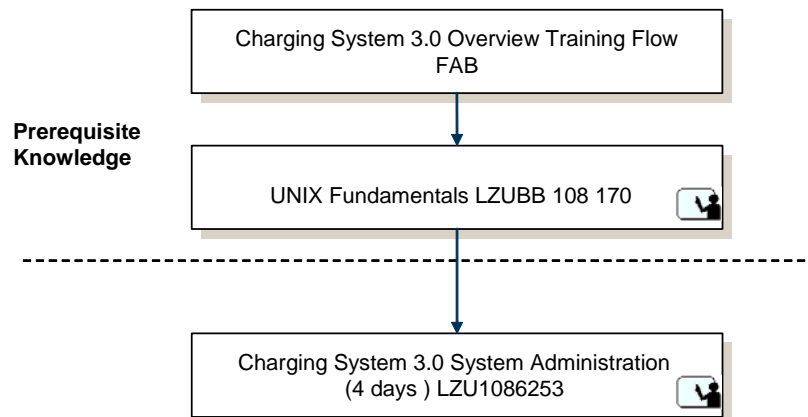 Charging System 3.0 Overview Training Flow
FAB
Prerequisite
Knowledge
UNIX Fundamentals LZUBB 108 170
Charging System 3.0 System Administration
(4 days ) LZU1086253